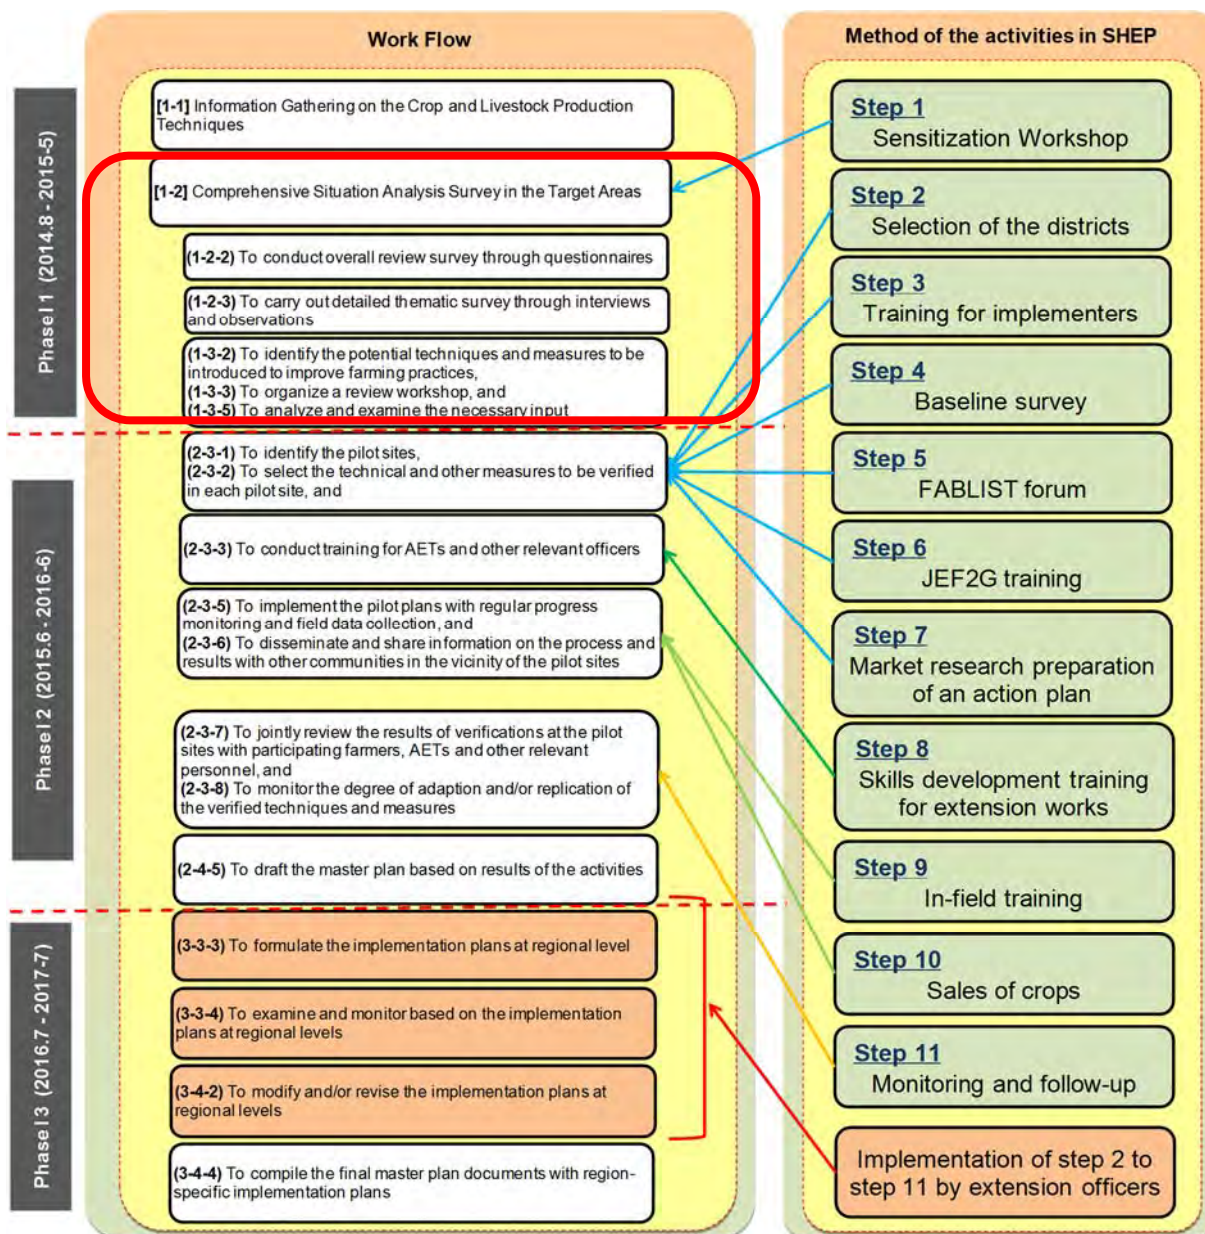 Work Flow
[1-1] Information Gathering on the Crop and Livestock Production
Techniques
[1-2] Comprehensive Situation Analysis Survey in the Target Areas
(1-2-2) To conduct overall review survey through questionnaires
(1-2-3) To carry out detailed thematic survey through interviews
and observations
(1-3-2) To identify the potential techniques and measures to be
introduced to improve farming practices,
(1-3-3) To organize a review workshop, and
(1-3-5) To analyze and examine the necessary input
(2-3-1) To identify the pilot sites,
(2-3-2) To select the technical and other measures to be verified
in each pilot site, and
(2-3-3) To conduct training for AETs and other relevant officers
(2-3-5) To implement the pilot plans with regular progress
monitoring and field data collection, and
(2-3-6) To disseminate and share information on the process and
results with other communities in the vicinity of the pilot sites
(2-3-7) To jointly review the results of verifications at the pilot
sites with participating farmers, AETs and other relevant
personnel, and
(2-3-8) To monitor the degree of adaption and/or replication of
the verified techniques and measures
(2-4-5) To draft the master plan based on results of the activities
(3-3-3) To formulate the implementation plans at regional level
(3-3-4) To examine and monitor based on the implementation
plans at regional levels
(3-4-2) To modify and/or revise the implementation plans at
regional levels
(3-4-4) To compile the final master plan documents with region-
specific implementation plans
Phase I 1 (2014.8 - 2015-5)
Phase I 2 (2015.6 - 2016-6)
Phase I 3 (2016.7 - 2017-7)
Method of the activities in SHEP
Step 1
Sensitization Workshop
Step 2
Selection of the districts
Step 3
Training for implementers
Step 4
Baseline survey
Step 5
FABLIST forum
Step 6
JEF2G training
Step 7
Market research preparation
of an action plan
Step 8
Skills development training
for extension works
Step 9
In-field training
Step 10
Sales of crops
Step 11
Monitoring and follow-up
Implementation of step 2 to
step 11 by extension officers